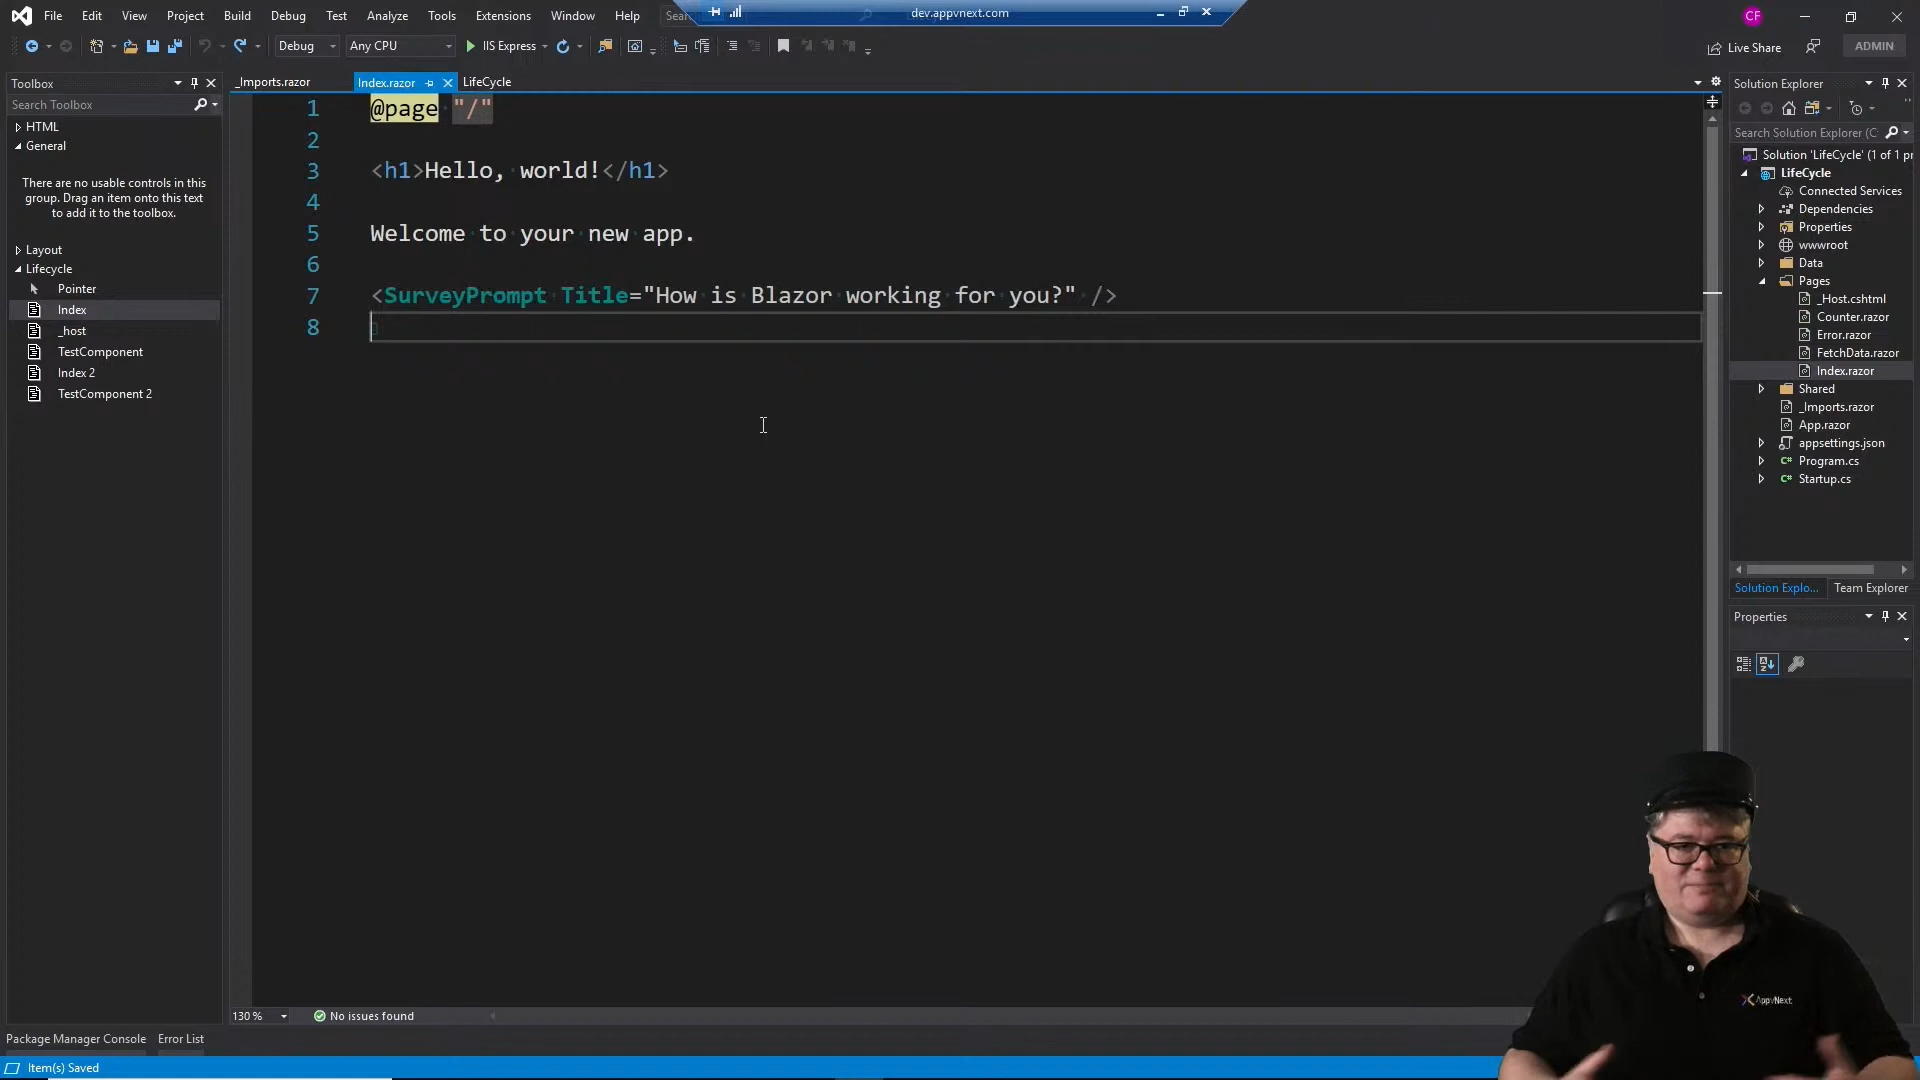 File Edit View Project Build Debug Test Analyze Tools Extensions Window Help
dev.appvnext.com
CF
Debug Any CPU IIS Express
Live Share
ADMIN
Toolbox
Search Toolbox
HTML
General
There are no usable controls in this
group. Drag an item onto this text
to add it to the toolbox.
Layout
Lifecycle
Pointer
Index
_host
TestComponent
Index 2
TestComponent 2
_Imports.razor Index.razor LifeCycle
1 @page "/"
2
3 <h1>Hello, world!</h1>
4
5 Welcome to your new app.
6
7 <SurveyPrompt Title="How is Blazor working for you?" />
8
130 % No issues found
Solution Explorer
Search Solution Explorer (C
Solution 'LifeCycle' (1 of 1 pr
LifeCycle
Connected Services
Dependencies
Properties
wwwroot
Data
Pages
_Host.cshtml
Counter.razor
Error.razor
FetchData.razor
Index.razor
Shared
_Imports.razor
App.razor
appsettings.json
Program.cs
Startup.cs
Solution Explo... Team Explorer
Properties
AppvNext
Package Manager Console Error List
Item(s) Saved